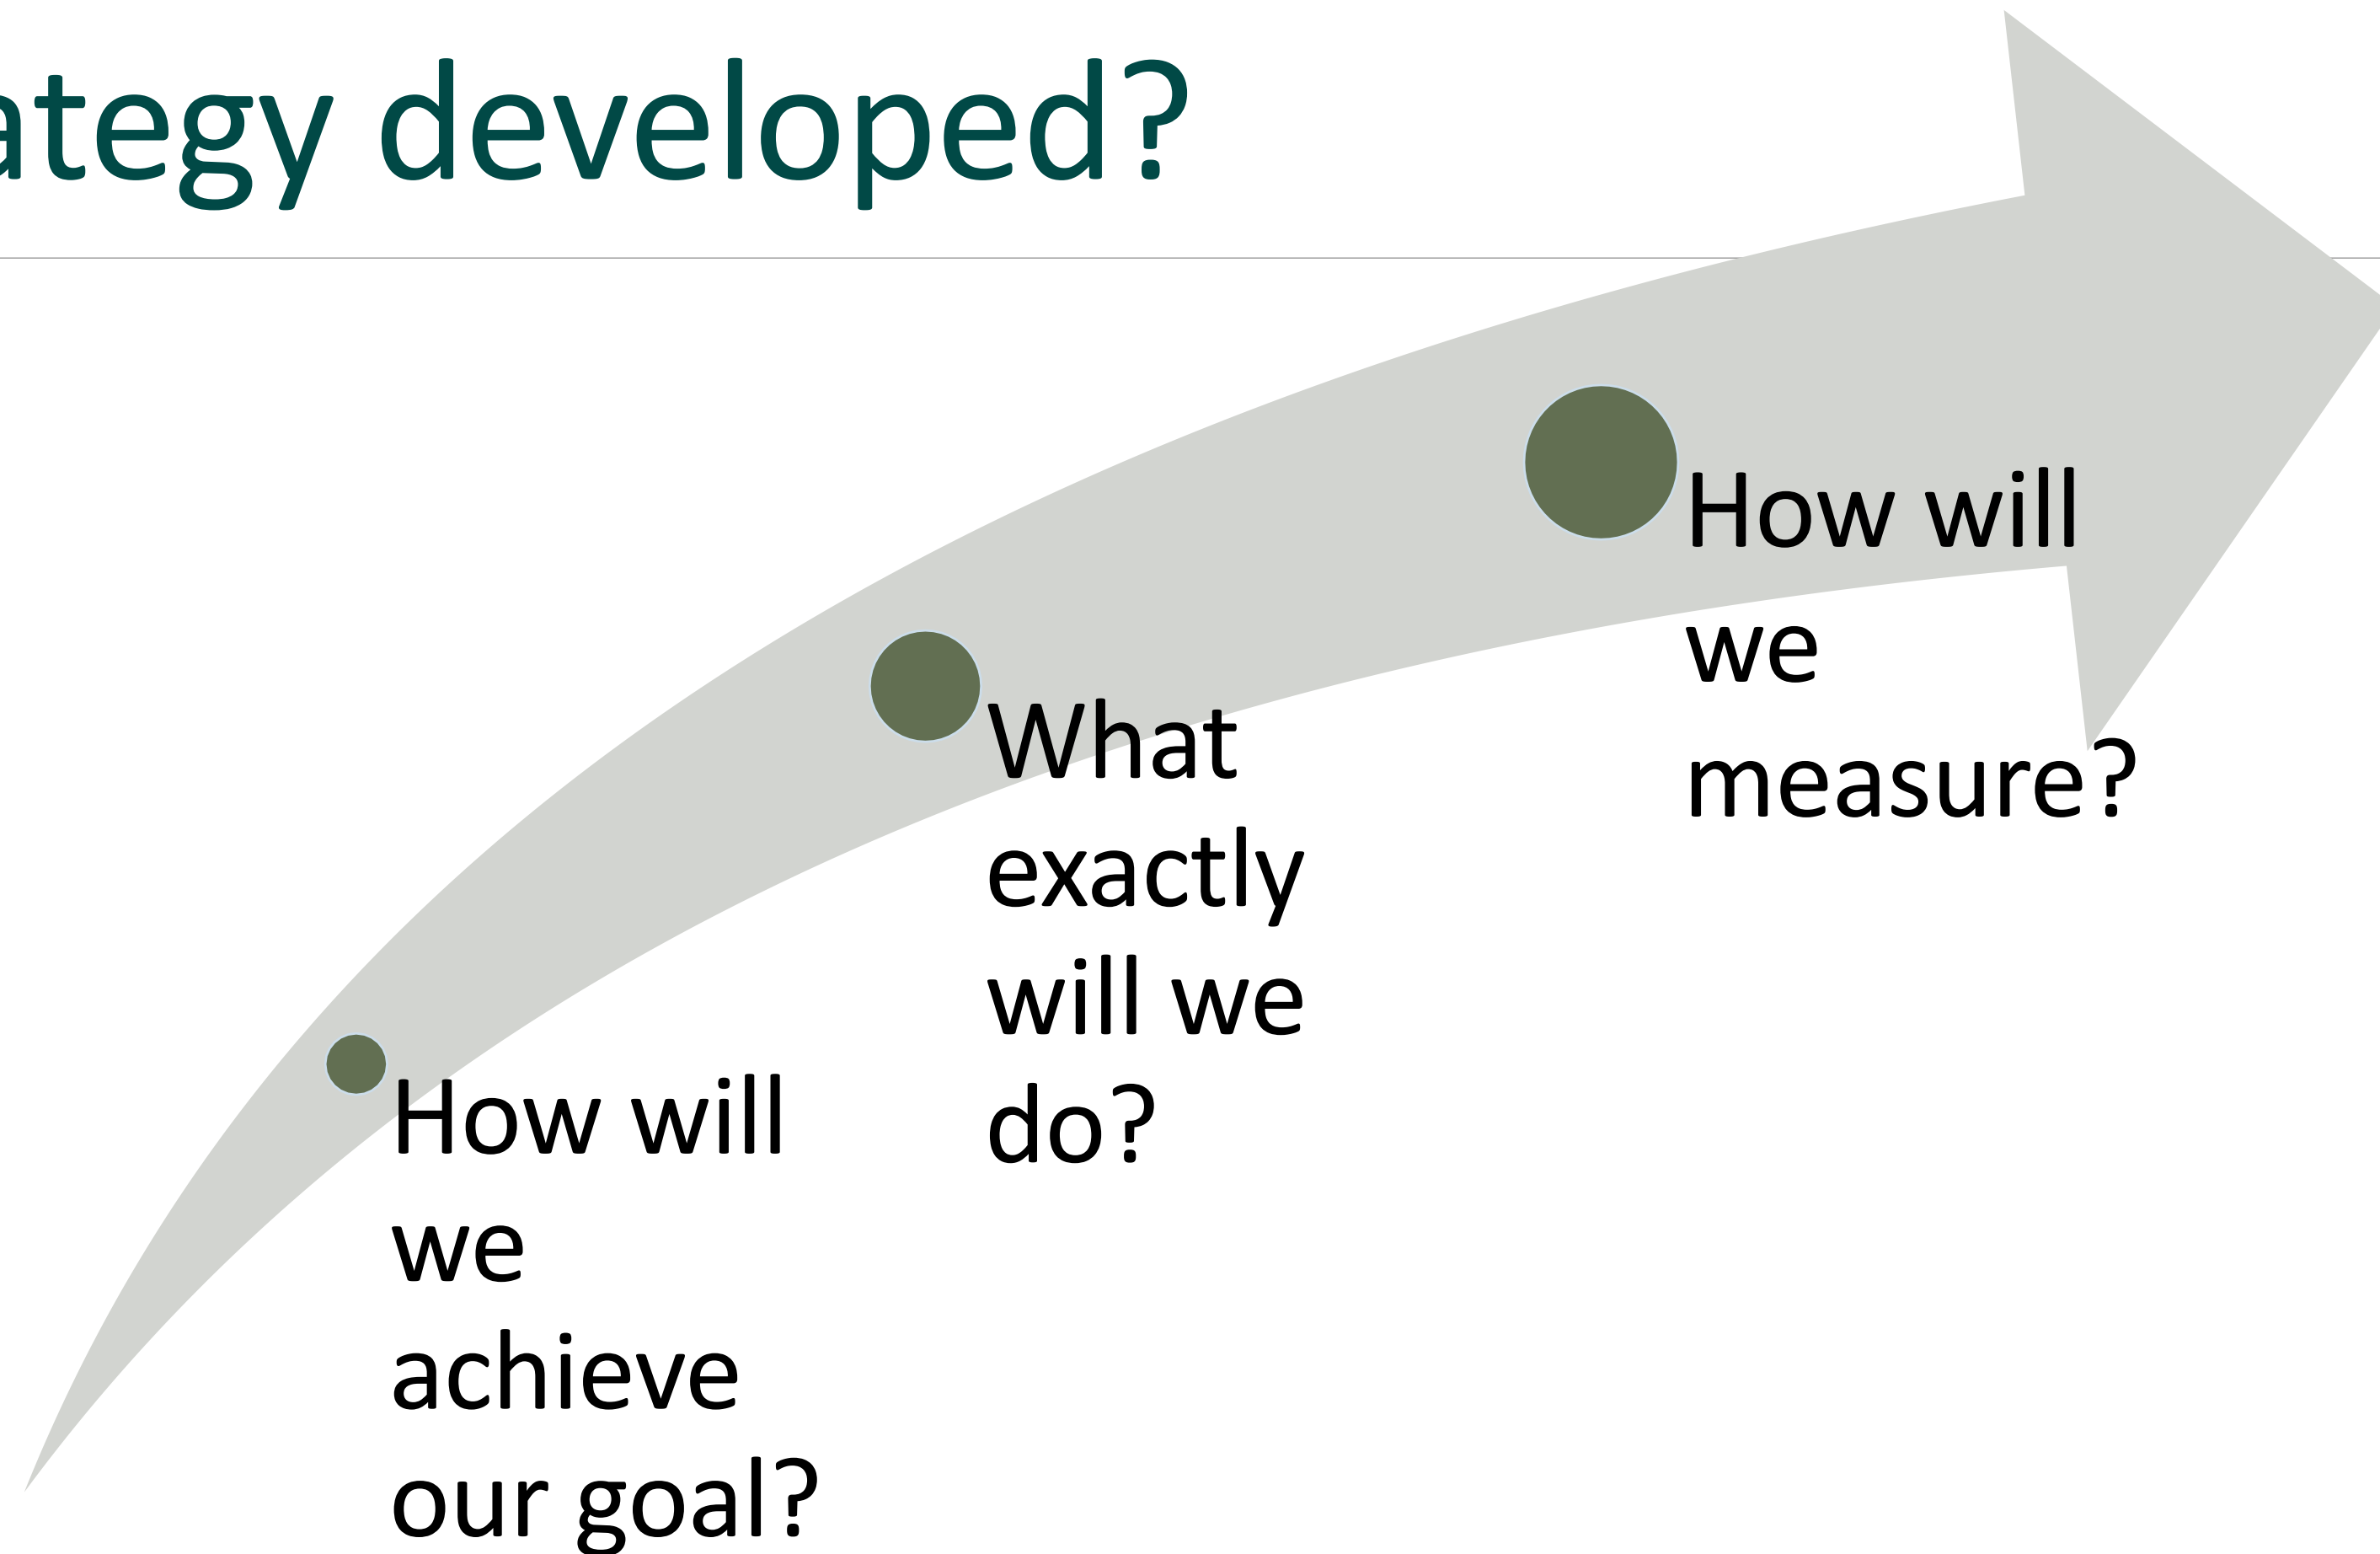 ategy developed?
How will
we
achieve
our goal?
What
exactly
will we
do?
How will
we
measure?